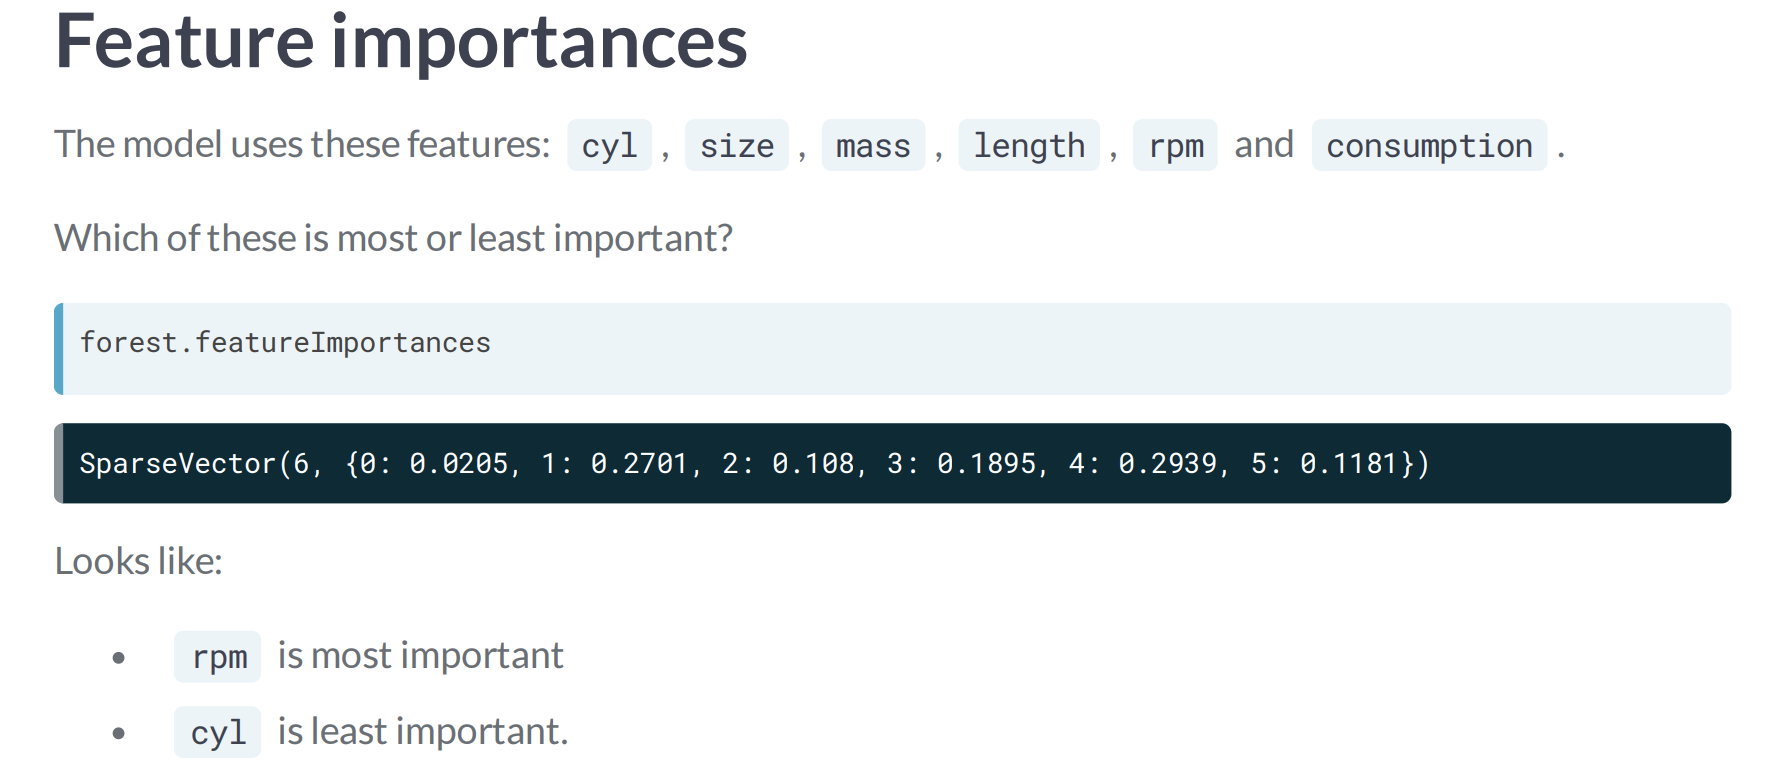 Feature importances
The model uses these features: cyl , size , mass , length , rpm and consumption .
Which of these is most or least important?
forest.featureImportances
SparseVector(6, {0: 0.0205, 1: 0.2701, 2: 0.108, 3: 0.1895, 4: 0.2939, 5: 0.1181})
Looks like:
• rpm is most important
• cyl is least important.